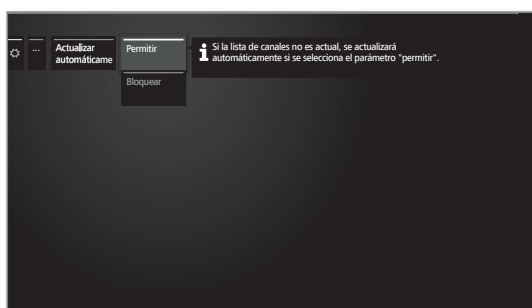 ...
Actualizar
automáticame
Permitir
Bloquear
Si la lista de canales no es actual, se actualizará
automáticamente si se selecciona el parámetro "permitir".